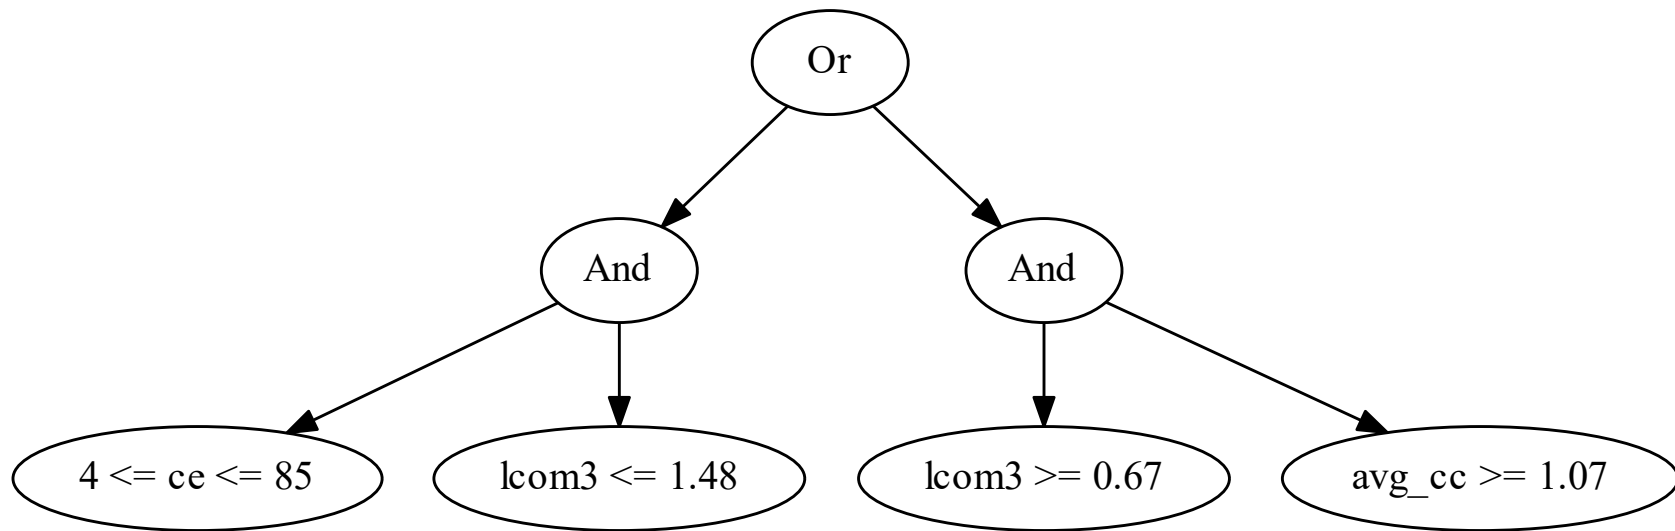 Or
And
And
4 <= ce <= 85
lcom3 <= 1.48
lcom3 >= 0.67
avg_cc >= 1.07